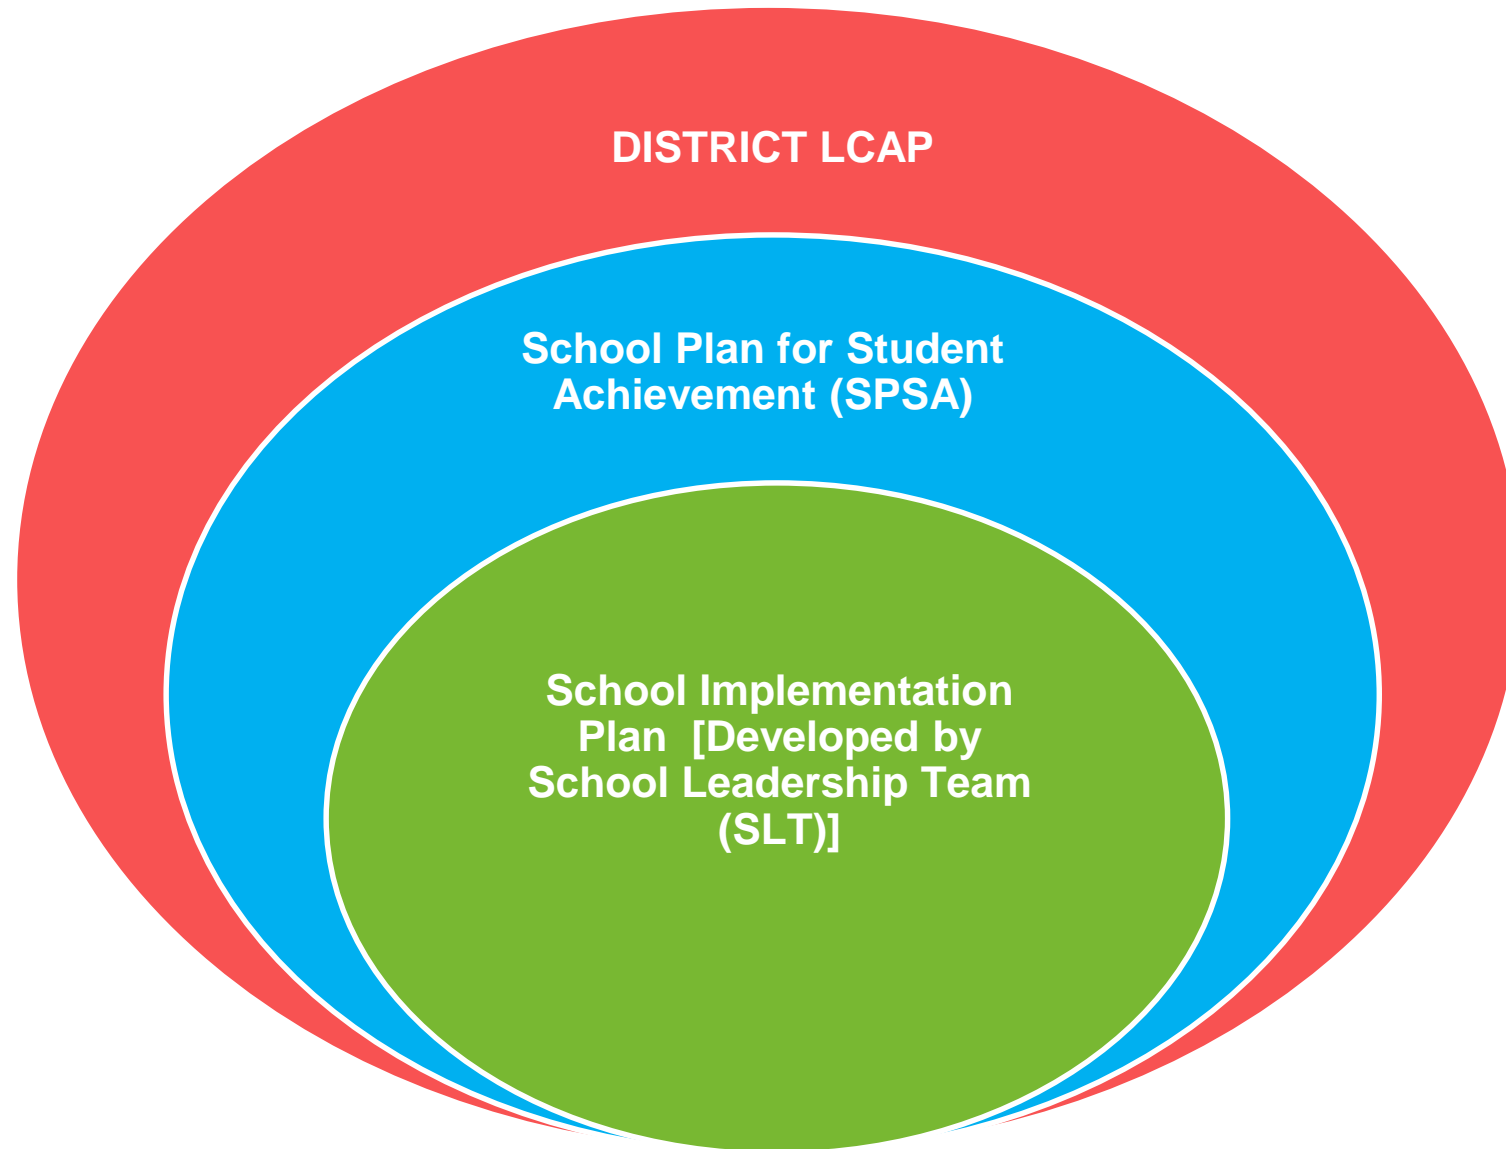 DISTRICT LCAP
School Plan for Student
Achievement (SPSA)
School Implementation
Plan  [Developed by
School Leadership Team
(SLT)]